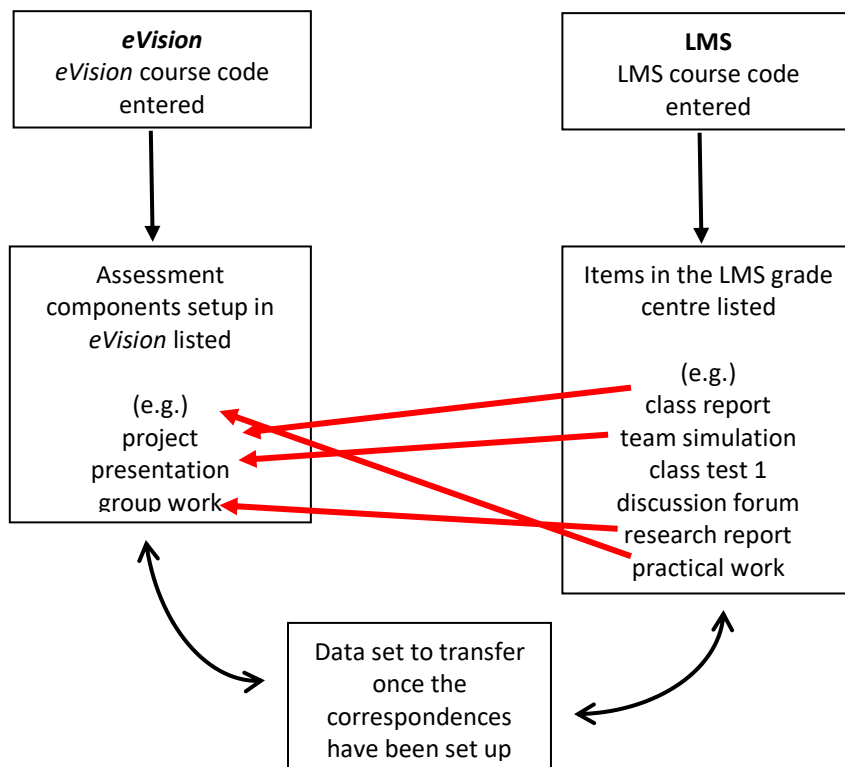 eVision
eVision course code
entered
LMS
LMS course code
entered
Assessment
components setup in
eVision listed
(e.g.)
project
presentation
group work
Items in the LMS grade
centre listed
(e.g.)
class report
team simulation
class test 1
discussion forum
research report
practical work
Data set to transfer
once the
correspondences
have been set up